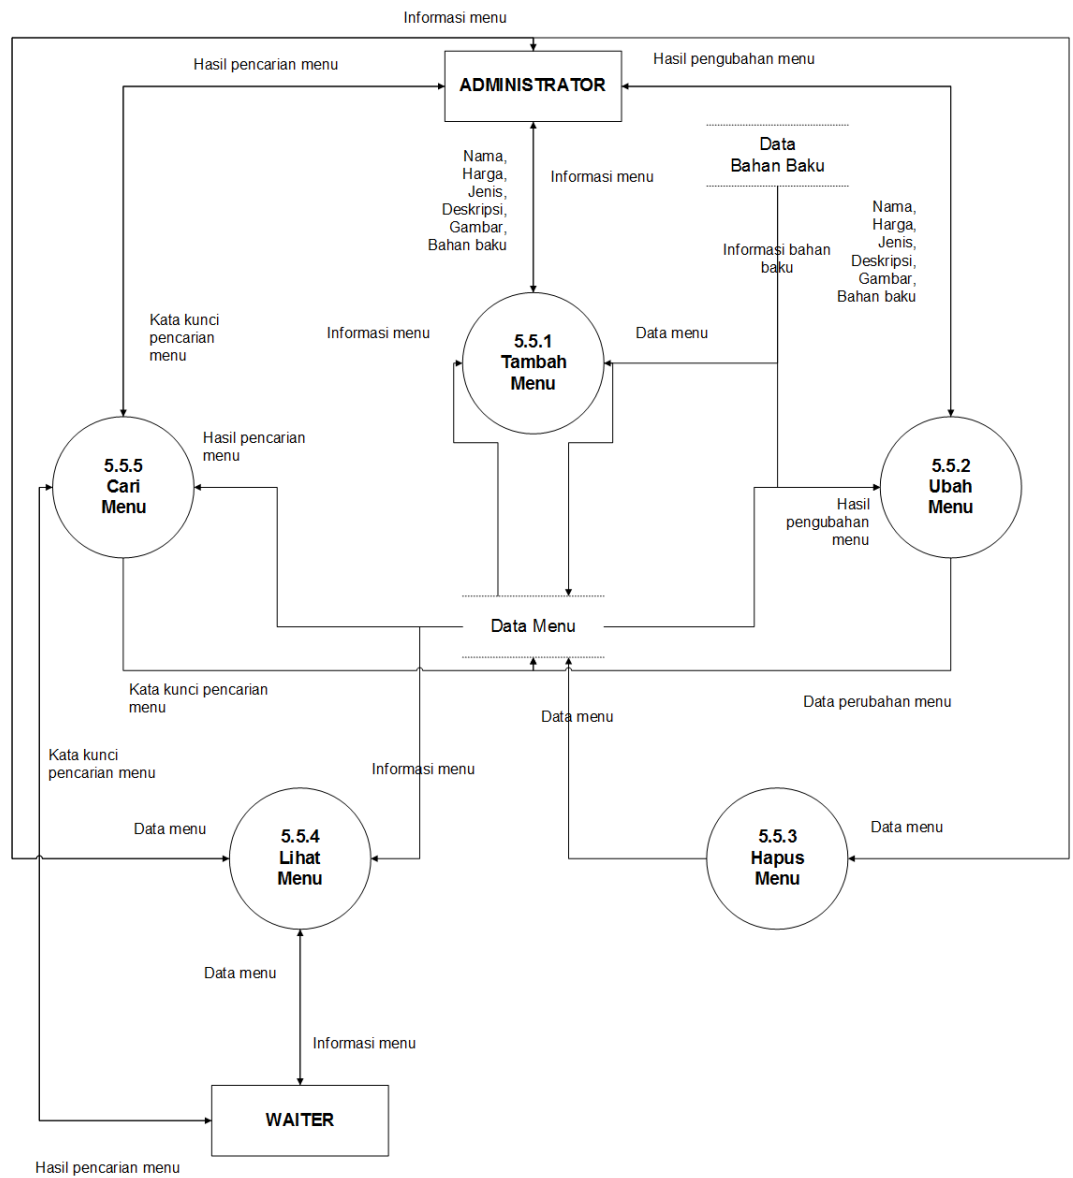 Informasi menu
Hasil pencarian menu
Hasil pengubahan menu
ADMINISTRATOR
Data
Bahan Baku
Nama,
Harga,
Jenis,
Deskripsi,
Gambar,
Bahan baku
Informasi menu
Nama,
Harga,
Jenis,
Deskripsi,
Gambar,
Bahan baku
Informasi bahan
baku
Kata kunci
pencarian
menu
Informasi menu
5.5.1
Tambah
Menu
Data menu
Hasil pencarian
menu
5.5.5
Cari
Menu
5.5.2
Ubah
Menu
Hasil
pengubahan
menu
Data Menu
Kata kunci pencarian
menu
Data menu
Data perubahan menu
Kata kunci
pencarian menu
Informasi menu
Data menu
5.5.4
Lihat
Menu
5.5.3
Hapus
Menu
Data menu
Data menu
Informasi menu
WAITER
Hasil pencarian menu